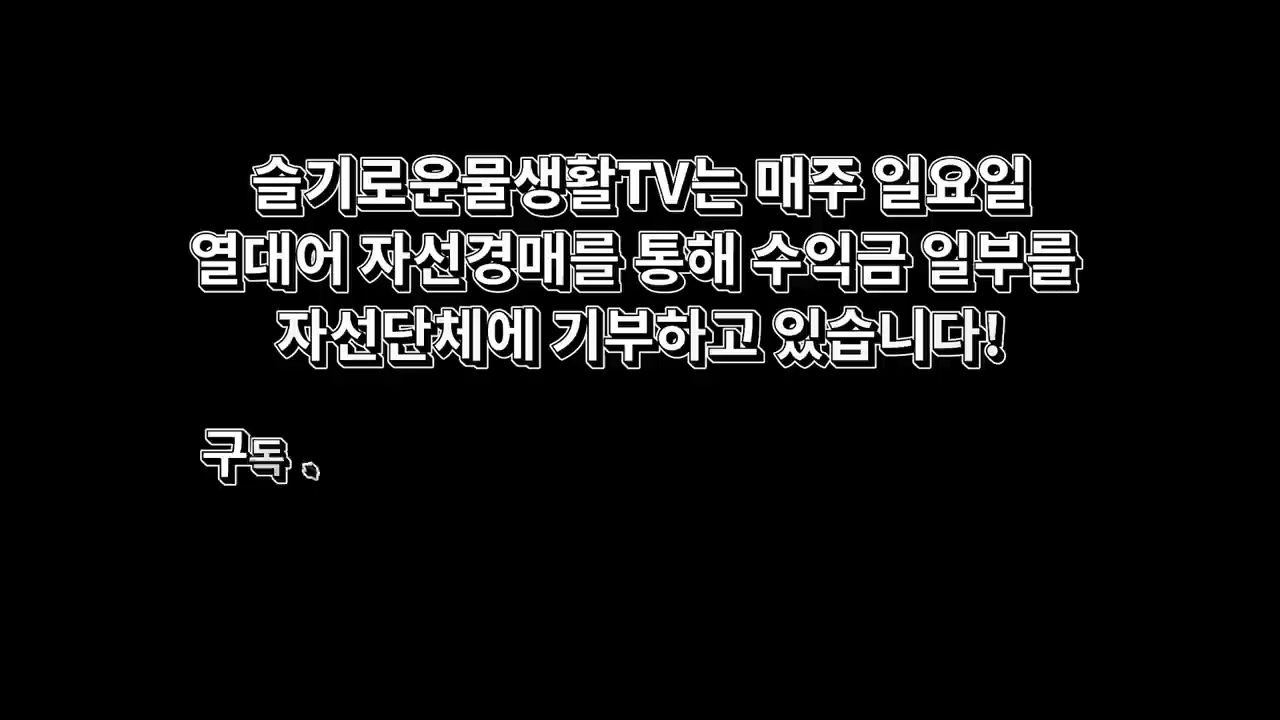 슬기로운물생활TV는 매주 일요일
열대어 자선경매를 통해 수익금 일부를
자선단체에 기부하고 있습니다!
구독